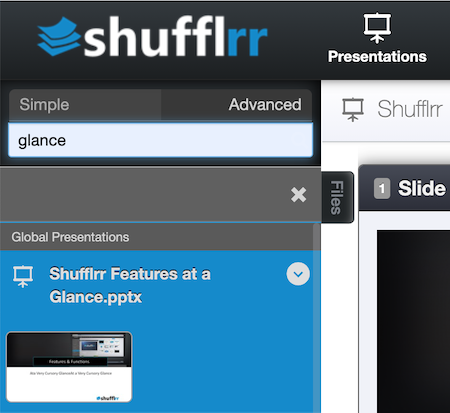 shufflrr
Presentations
Simple
Advanced
glance
Shufflrr
Files
1 Slide
Global Presentations
Shufflrr Features at a
Glance.pptx
Features & Functions
shufflrr